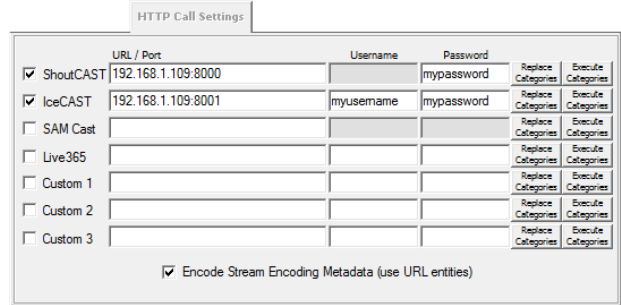 HTTP Call Settings
URL / Port Username Password
ShoutCAST 192.168.1.109:8000 mypassword Replace Categories Execute Categories
IceCAST 192.168.1.109:8001 myusername mypassword Replace Categories Execute Categories
SAM Cast Replace Categories Execute Categories
Live365 Replace Categories Execute Categories
Custom 1 Replace Categories Execute Categories
Custom 2 Replace Categories Execute Categories
Custom 3 Replace Categories Execute Categories
Encode Stream Encoding Metadata (use URL entities)